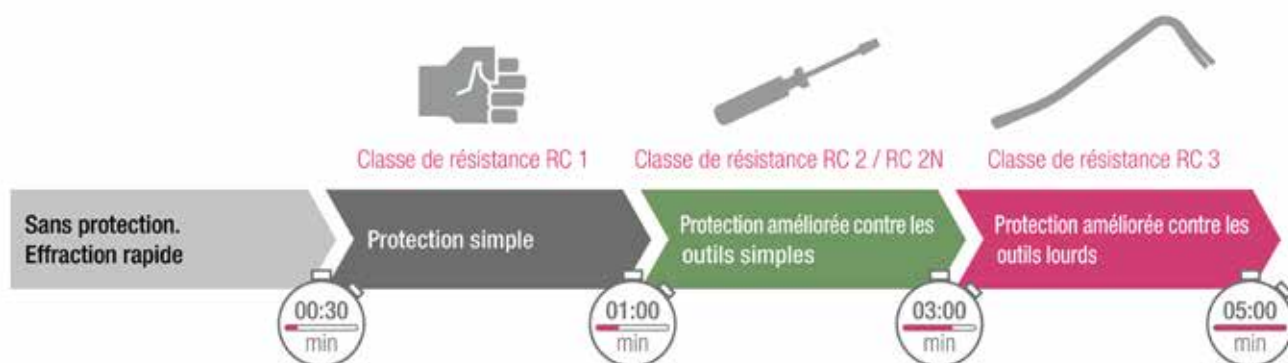 Classe de résistance RC 1
Classe de résistance RC 2 / RC 2N
Classe de résistance RC 3
Sans protection.
Effraction rapide
Protection simple
Protection améliorée contre les
outils simples
Protection améliorée contre les
outils lourds
00:30
min
01:00
min
03:00
min
05:00
min